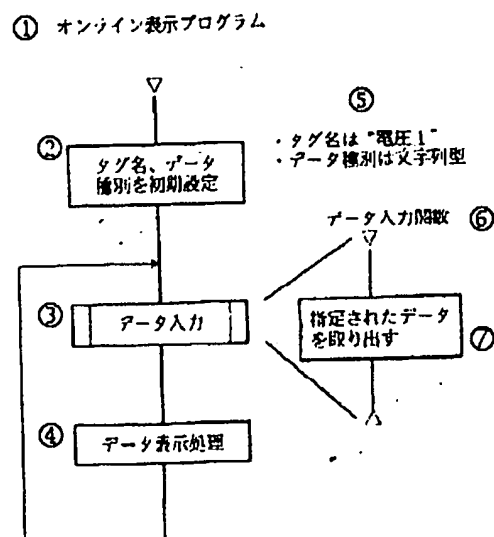 ① オンライン表示プログラム
⑤
・タグ名は "電圧1"
・データ種別は文字列型
②
タグ名、データ
種別を初期設定
データ入力関数 ⑥
③
データ入力
指定されたデータ
を取り出す
⑦
④
データ表示処理